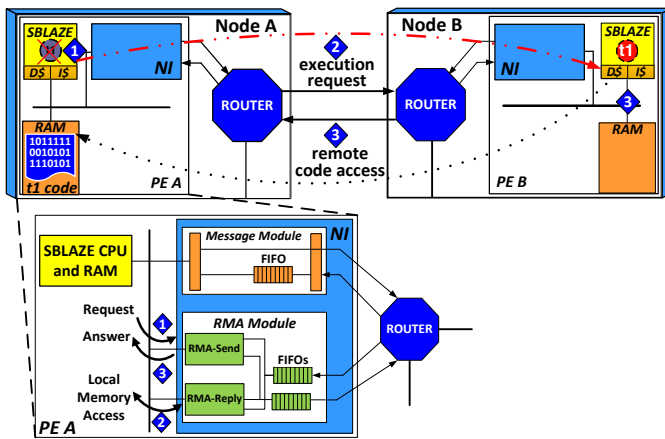 Node A
Node B
SBLAZE
t1
1
D$ I$
NI
2
execution
request
SBLAZE
t1
D$ I$
NI
ROUTER
ROUTER
3
remote
code access
3
RAM
1011111
0010101
1110101
t1 code
PE A
RAM
PE B
NI
Message Module
SBLAZE CPU
and RAM
FIFO
Request
1
Answer
RMA Module
ROUTER
RMA-Send
3
FIFOs
Local
Memory
Access
RMA-Reply
2
PE A